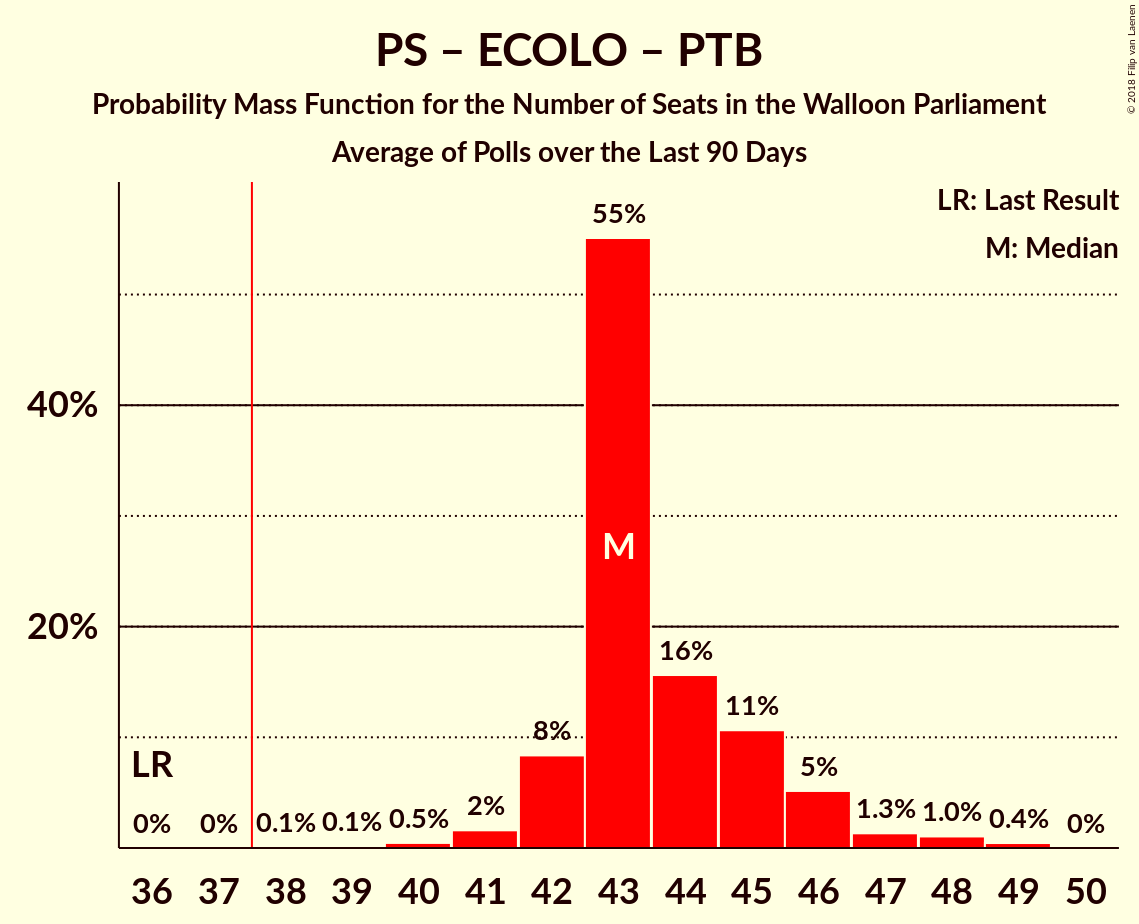 PS – ECOLO – PTB
Probability Mass Function for the Number of Seats in the Walloon Parliament
Average of Polls over the Last 90 Days
© 2018 Filip van Laenen
LR: Last Result
M: Median
55%
40%
M
20%
16%
11%
8%
LR
5%
2%
0% 0% 0.1% 0.1% 0.5% 1.3% 1.0% 0.4% 0%
36 37 38 39 40 41 42 43 44 45 46 47 48 49 50